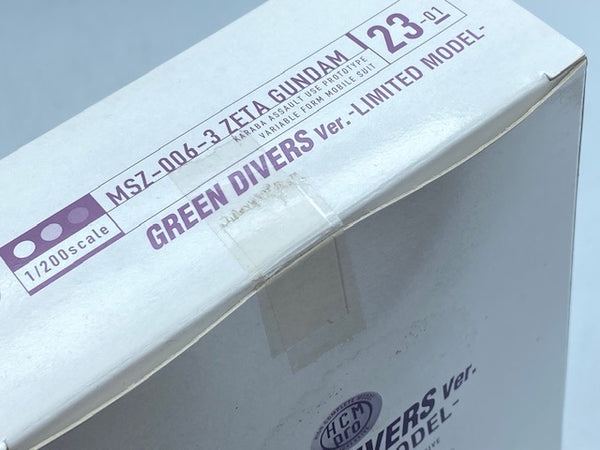 MSZ-006-3 ZETA GUNDAM
KARABA ASSAULT USE PROTOTYPE
VARIABLE FORM MOBILE SUIT
23-01
1/200scale
GREEN DIVERS Ver.-LIMITED MODEL-
HCM
pro
DIVERS Ver.
MODEL-